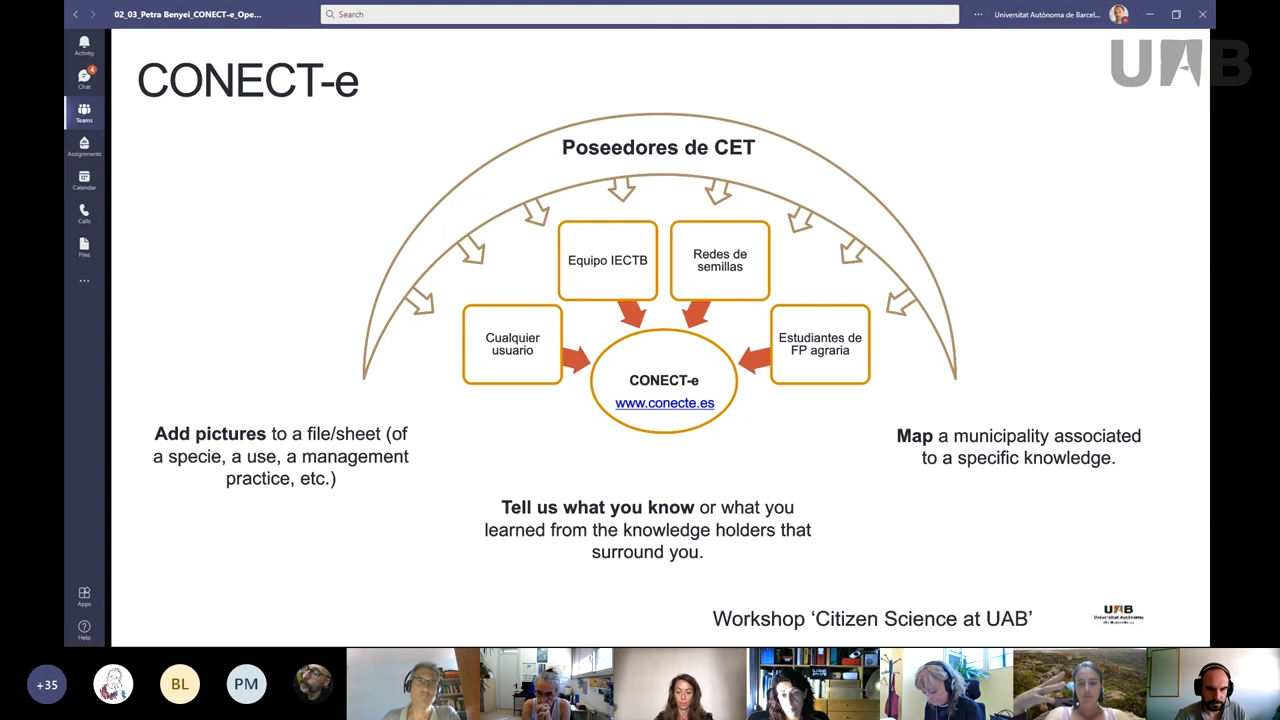 02_03_Petra Benyei_CONECT-e_Ope...
Search
Universitat Autònoma de Barcel...
Activity
4
Chat
Teams
Assignments
Calendar
Calls
Files
Apps
Help
UAB
CONECT-e
Poseedores de CET
Equipo IECTB
Redes de
semillas
Cualquier
usuario
Estudiantes de
FP agraria
CONECT-e
www.conecte.es
Add pictures to a file/sheet (of
a specie, a use, a management
practice, etc.)
Map a municipality associated
to a specific knowledge.
Tell us what you know or what you
learned from the knowledge holders that
surround you.
Workshop ‘Citizen Science at UAB’
UAB
+35
BL
PM